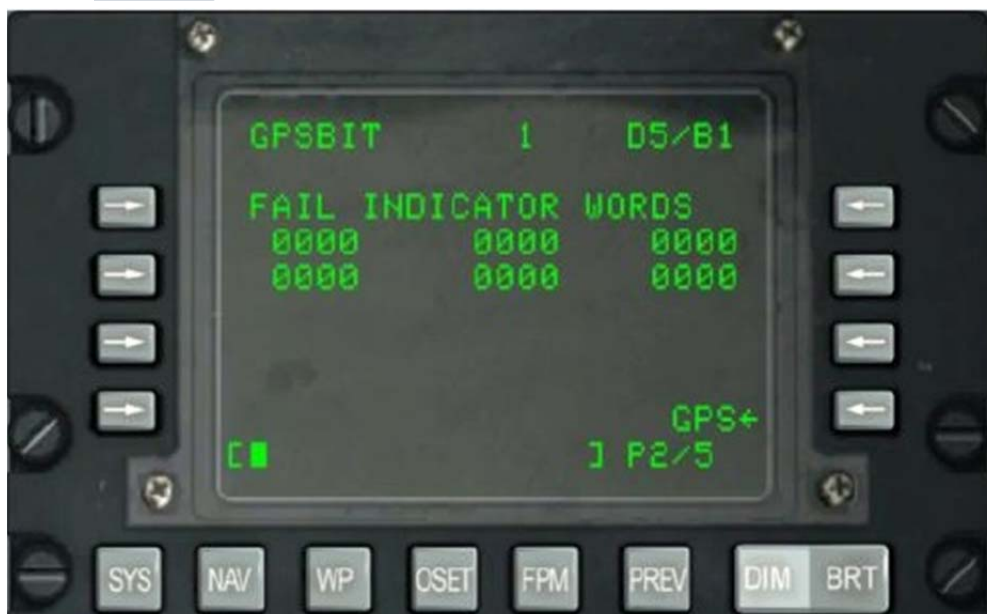 GPSBIT 1 D5/B1
FAIL INDICATOR WORDS
0000 0000 0000
0000 0000 0000
GPS←
[ ] P2/5
SYS NAV WP OSET FPM PREV DIM BRT